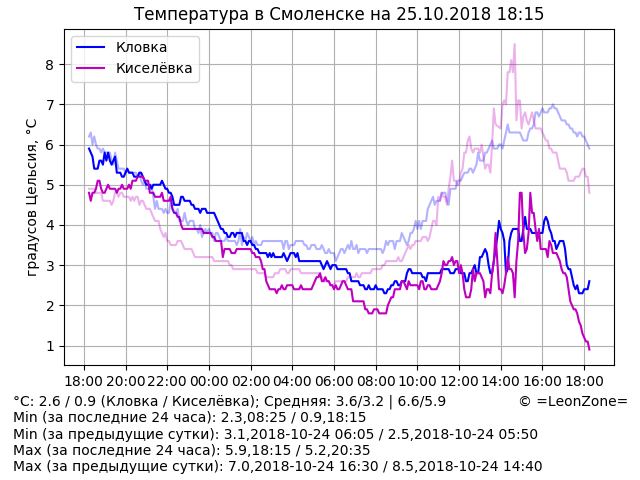 Температура в Смоленске на 25.10.2018 18:15
Кловка
Киселёвка
градусов Цельсия, °C
8
7
6
5
4
3
2
1
18:00 20:00 22:00 00:00 02:00 04:00 06:00 08:00 10:00 12:00 14:00 16:00 18:00
°C: 2.6 / 0.9 (Кловка / Киселёвка); Средняя: 3.6/3.2 | 6.6/5.9 © =LeonZone=
Min (за последние 24 часа): 2.3,08:25 / 0.9,18:15
Min (за предыдущие сутки): 3.1,2018-10-24 06:05 / 2.5,2018-10-24 05:50
Max (за последние 24 часа): 5.9,18:15 / 5.2,20:35
Max (за предыдущие сутки): 7.0,2018-10-24 16:30 / 8.5,2018-10-24 14:40